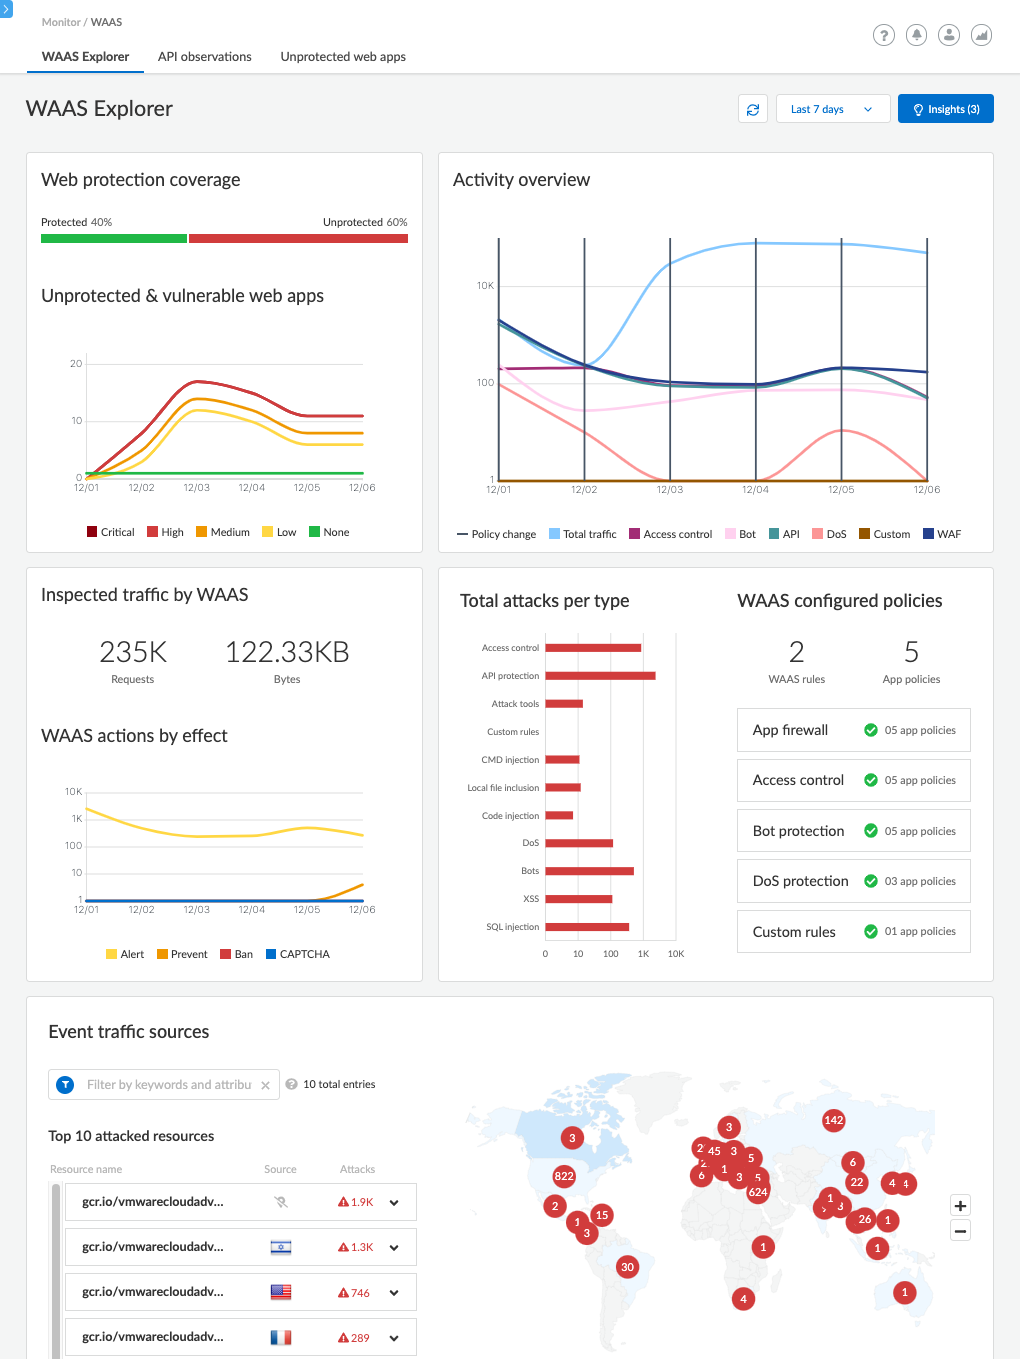 Monitor / WAAS
WAAS Explorer API observations Unprotected web apps
WAAS Explorer
Last 7 days
Insights (3)
Web protection coverage
Protected 40% Unprotected 60%
Unprotected & vulnerable web apps
20
10
0
12/01 12/02 12/03 12/04 12/05 12/06
Critical High Medium Low None
Activity overview
10K
100
1
12/01 12/02 12/03 12/04 12/05 12/06
Policy change Total traffic Access control Bot API DoS Custom WAF
Inspected traffic by WAAS
235K 122.33KB
Requests Bytes
WAAS actions by effect
10K
1K
100
10
1
12/01 12/02 12/03 12/04 12/05 12/06
Alert Prevent Ban CAPTCHA
Total attacks per type
Access control
API protection
Attack tools
Custom rules
CMD injection
Local file inclusion
Code injection
DoS
Bots
XSS
SQL injection
0 10 100 1K 10K
WAAS configured policies
2 5
WAAS rules App policies
App firewall 05 app policies
Access control 05 app policies
Bot protection 05 app policies
DoS protection 03 app policies
Custom rules 01 app policies
Event traffic sources
Filter by keywords and attribu
10 total entries
Top 10 attacked resources
Resource name Source Attacks
gcr.io/vmwarecloudadv... 1.9K
gcr.io/vmwarecloudadv... 1.3K
gcr.io/vmwarecloudadv... 746
gcr.io/vmwarecloudadv... 289
142
3
3
45
3
5
6
822
6
1
3
5
624
22
4
4
2
15
1
3
1
3
26
1
1
1
30
4
1
+
−